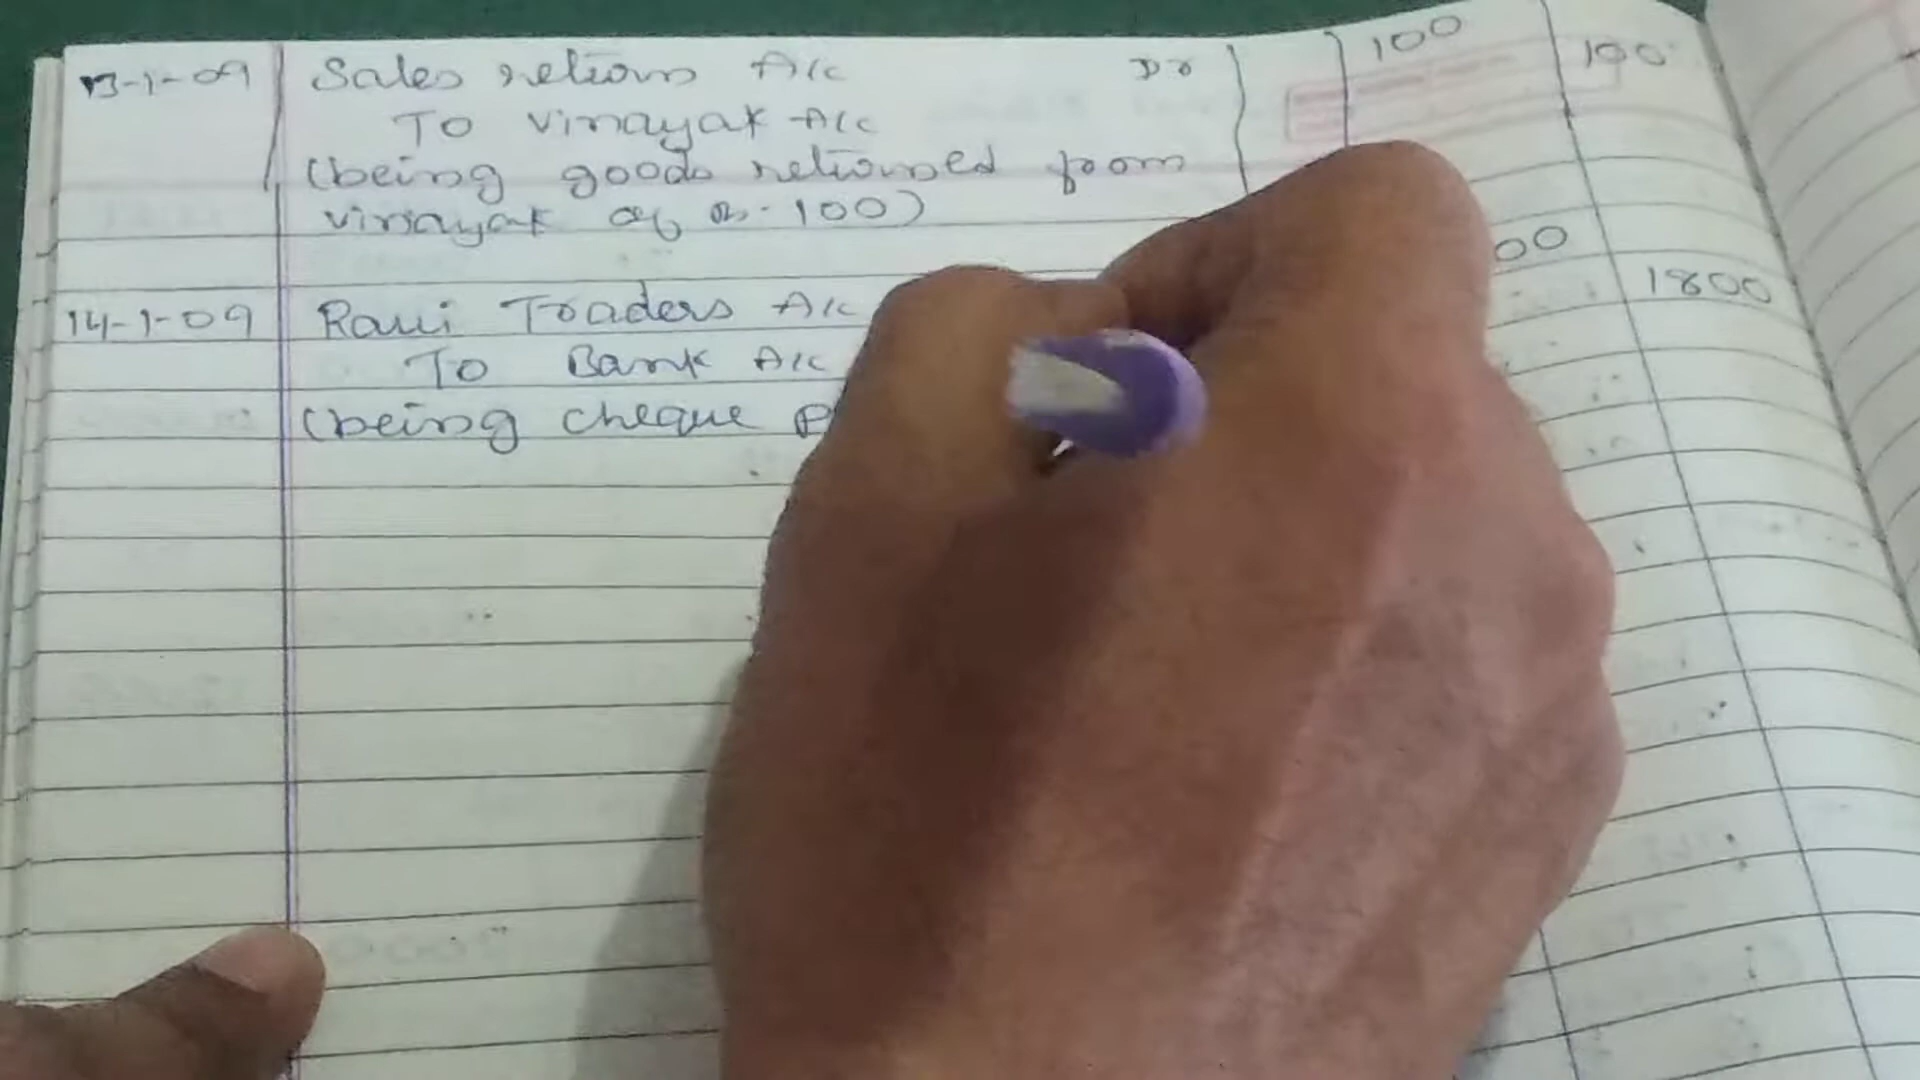 13-1-09 Sales return A/c Dr 100
To Vinayak A/c 100
(being goods returned from
Vinayak of Rs. 100)
14-1-09 Ravi Traders A/c 00
To Bank A/c 1800
(being cheque